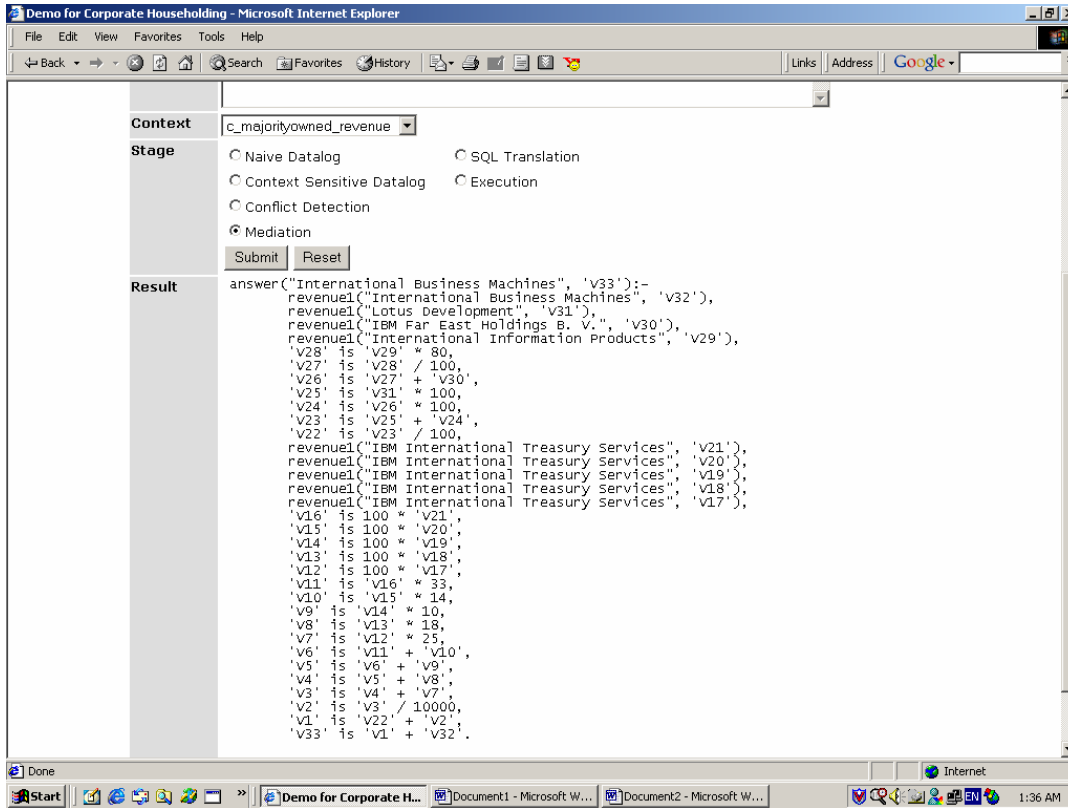 Demo for Corporate Householding - Microsoft Internet Explorer
File Edit View Favorites Tools Help
Back Search Favorites History Links Address Google
Context c_majorityowned_revenue
Stage Naive Datalog SQL Translation
Context Sensitive Datalog Execution
Conflict Detection
Mediation
Submit Reset
Result answer("International Business Machines", 'V33'):-
revenue1("International Business Machines", 'V32'),
revenue1("Lotus Development", 'V31'),
revenue1("IBM Far East Holdings B. V.", 'V30'),
revenue1("International Information Products", 'V29'),
'V28' is 'V29' * 80,
'V27' is 'V28' / 100,
'V26' is 'V27' + 'V30',
'V25' is 'V31' * 100,
'V24' is 'V26' * 100,
'V23' is 'V25' + 'V24',
'V22' is 'V23' / 100,
revenue1("IBM International Treasury Services", 'V21'),
revenue1("IBM International Treasury Services", 'V20'),
revenue1("IBM International Treasury Services", 'V19'),
revenue1("IBM International Treasury Services", 'V18'),
revenue1("IBM International Treasury Services", 'V17'),
'V16' is 100 * 'V21',
'V15' is 100 * 'V20',
'V14' is 100 * 'V19',
'V13' is 100 * 'V18',
'V12' is 100 * 'V17',
'V11' is 'V16' * 33,
'V10' is 'V15' * 14,
'V9' is 'V14' * 10,
'V8' is 'V13' * 18,
'V7' is 'V12' * 25,
'V6' is 'V11' + 'V10',
'V5' is 'V6' + 'V9',
'V4' is 'V5' + 'V8',
'V3' is 'V4' + 'V7',
'V2' is 'V3' / 10000,
'V1' is 'V22' + 'V2',
'V33' is 'V1' + 'V32'.
Done Internet
Start » Demo for Corporate H... Document1 - Microsoft W... Document2 - Microsoft W... EN 1:36 AM